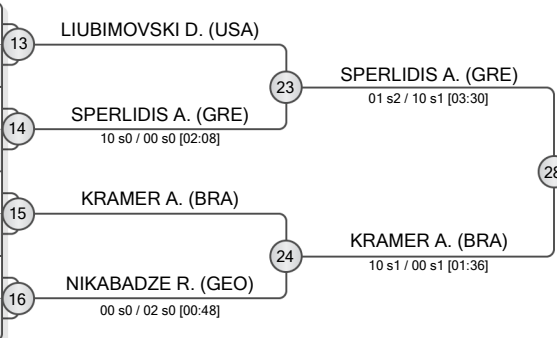 LIUBIMOVSKI D. (USA)
13
23
SPERLIDIS A. (GRE)
01 s2 / 10 s1 [03:30]
SPERLIDIS A. (GRE)
14
10 s0 / 00 s0 [02:08]
28
KRAMER A. (BRA)
15
24
KRAMER A. (BRA)
10 s1 / 00 s1 [01:36]
NIKABADZE R. (GEO)
16
00 s0 / 02 s0 [00:48]